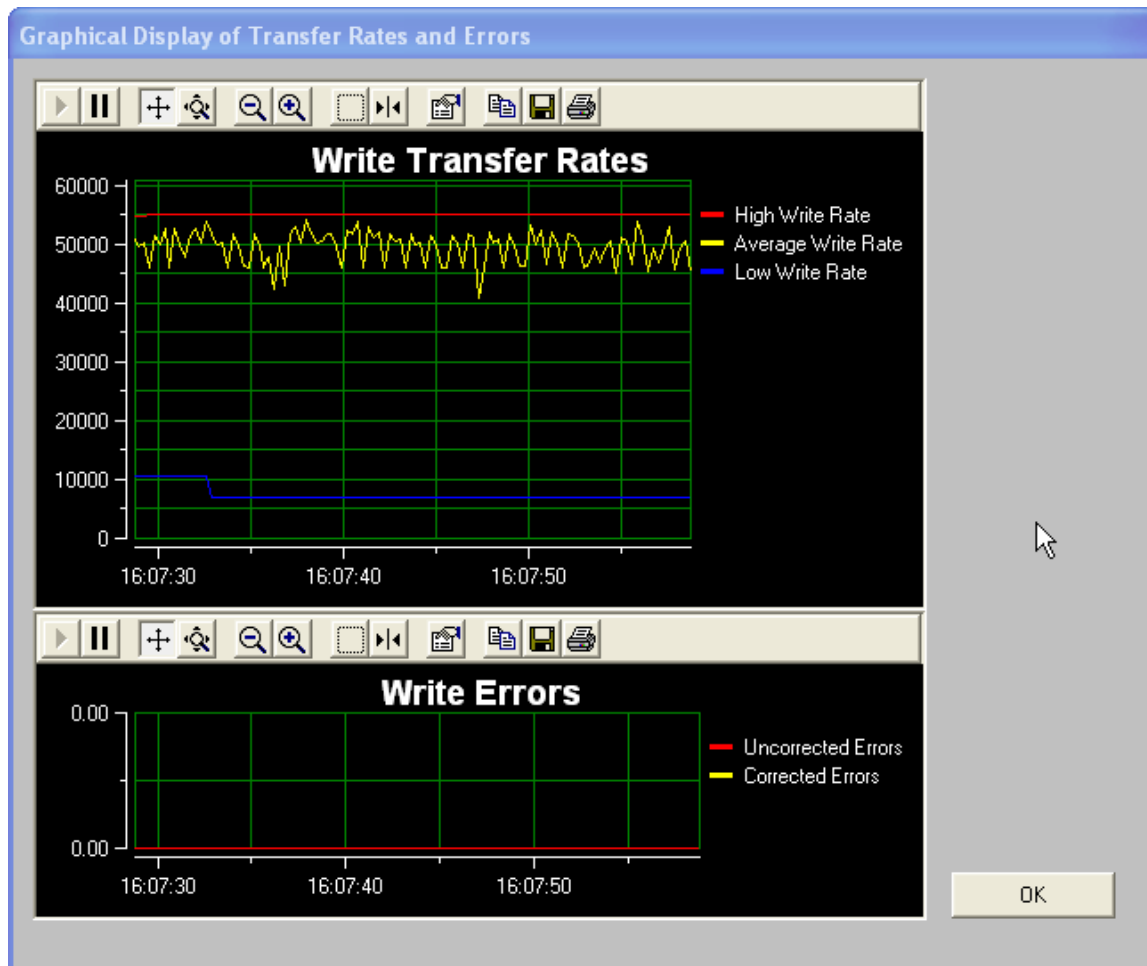 Graphical Display of Transfer Rates and Errors
Write Transfer Rates
60000
50000
40000
30000
20000
10000
0
16:07:30 16:07:40 16:07:50
High Write Rate
Average Write Rate
Low Write Rate
Write Errors
0.00
0.00
16:07:30 16:07:40 16:07:50
Uncorrected Errors
Corrected Errors
OK